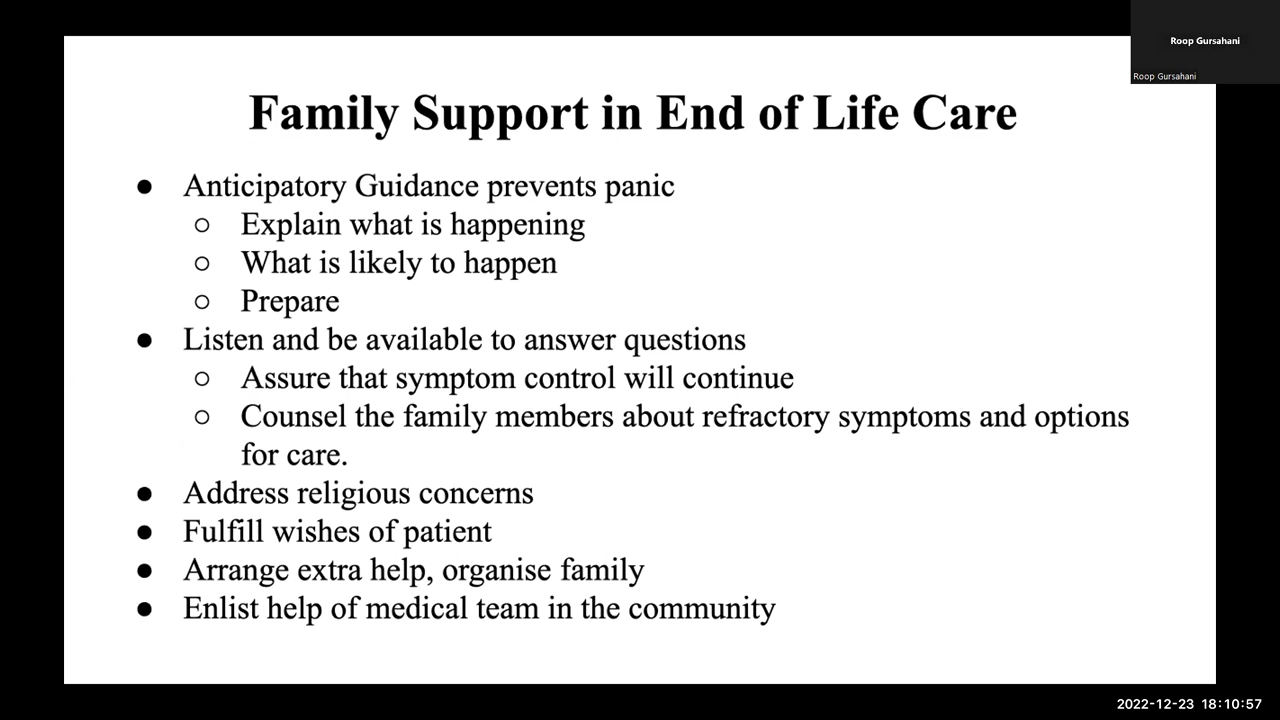 Roop Gursahani
Roop Gursahani
Family Support in End of Life Care
● Anticipatory Guidance prevents panic
○ Explain what is happening
○ What is likely to happen
○ Prepare
● Listen and be available to answer questions
○ Assure that symptom control will continue
○ Counsel the family members about refractory symptoms and options
for care.
● Address religious concerns
● Fulfill wishes of patient
● Arrange extra help, organise family
● Enlist help of medical team in the community
2022-12-23 18:10:57